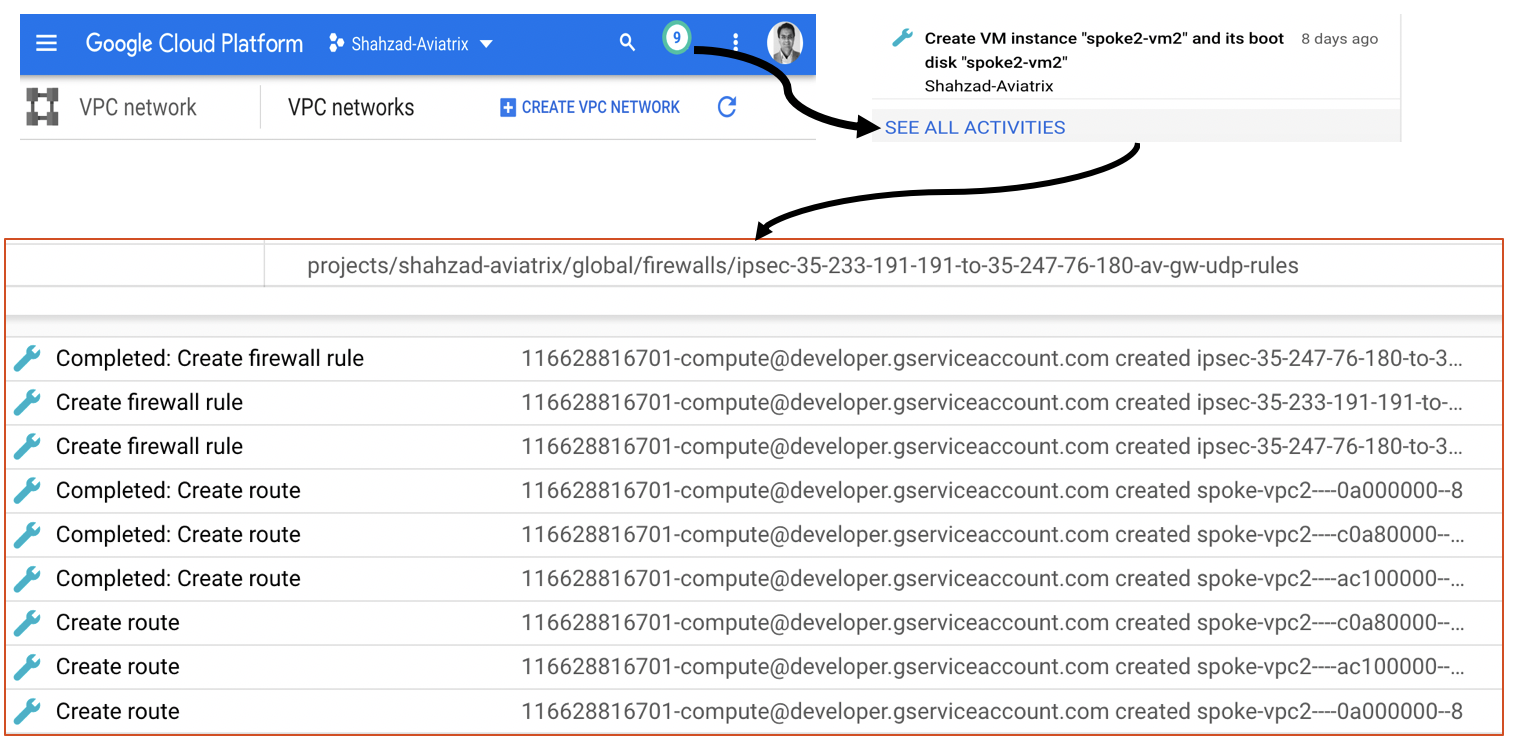 Google Cloud Platform
Shahzad-Aviatrix
9
VPC network
VPC networks
CREATE VPC NETWORK
Create VM instance "spoke2-vm2" and its boot
8 days ago
disk "spoke2-vm2"
Shahzad-Aviatrix
SEE ALL ACTIVITIES
projects/shahzad-aviatrix/global/firewalls/ipsec-35-233-191-191-to-35-247-76-180-av-gw-udp-rules
Completed: Create firewall rule 116628816701-compute@developer.gserviceaccount.com created ipsec-35-247-76-180-to-3...
Create firewall rule 116628816701-compute@developer.gserviceaccount.com created ipsec-35-233-191-191-to-...
Create firewall rule 116628816701-compute@developer.gserviceaccount.com created ipsec-35-247-76-180-to-3...
Completed: Create route 116628816701-compute@developer.gserviceaccount.com created spoke-vpc2----0a000000--8
Completed: Create route 116628816701-compute@developer.gserviceaccount.com created spoke-vpc2----c0a80000--...
Completed: Create route 116628816701-compute@developer.gserviceaccount.com created spoke-vpc2----ac100000--...
Create route 116628816701-compute@developer.gserviceaccount.com created spoke-vpc2----c0a80000--...
Create route 116628816701-compute@developer.gserviceaccount.com created spoke-vpc2----ac100000--...
Create route 116628816701-compute@developer.gserviceaccount.com created spoke-vpc2----0a000000--8